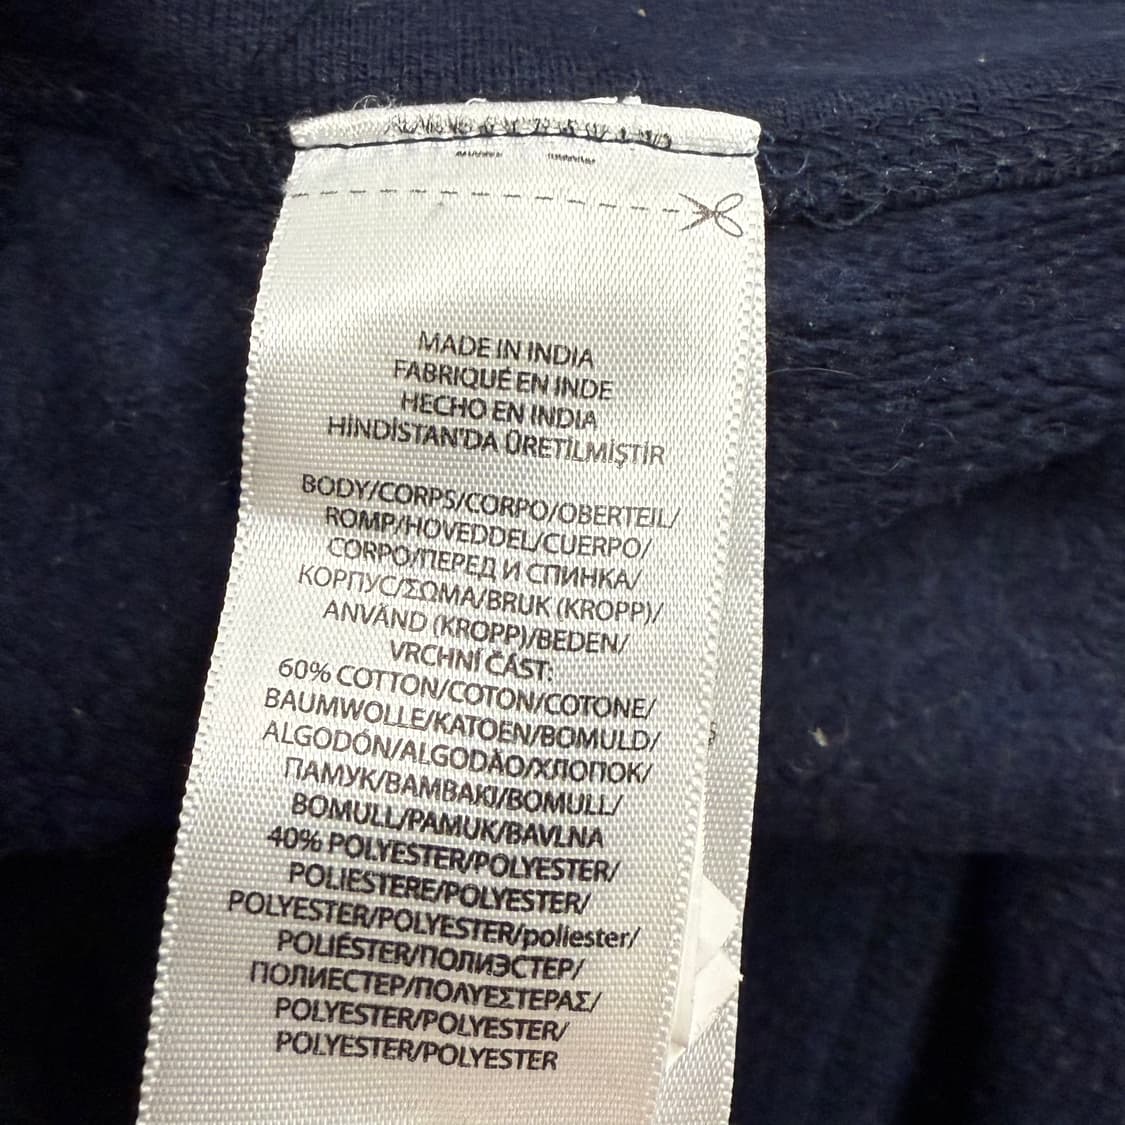 MADE IN INDIA
FABRIQUÉ EN INDE
HECHO EN INDIA
HİNDİSTAN'DA ÜRETİLMİŞTİR
BODY/CORPS/CORPO/OBERTEIL/
ROMP/HOVEDDEL/CUERPO/
CORPO/ПЕРЕД И СПИНКА/
КОРПУС/ΣΩΜΑ/BRUK (KROPP)/
ANVÄND (KROPP)/BEDEN/
VRCHNÍ ČÁST:
60% COTTON/COTON/COTONE/
BAUMWOLLE/KATOEN/BOMULD/
ALGODÓN/ALGODÃO/ХЛОПОК/
ПАМУК/ΒΑΜΒΑΚΙ/BOMULL/
BOMULL/PAMUK/BAVLNA
40% POLYESTER/POLYESTER/
POLIESTERE/POLYESTER/
POLYESTER/POLYESTER/poliester/
POLIÉSTER/ПОЛИЭСТЕР/
ПОЛИЕСТЕР/ΠΟΛΥΕΣΤΕΡΑΣ/
POLYESTER/POLYESTER/
POLYESTER/POLYESTER